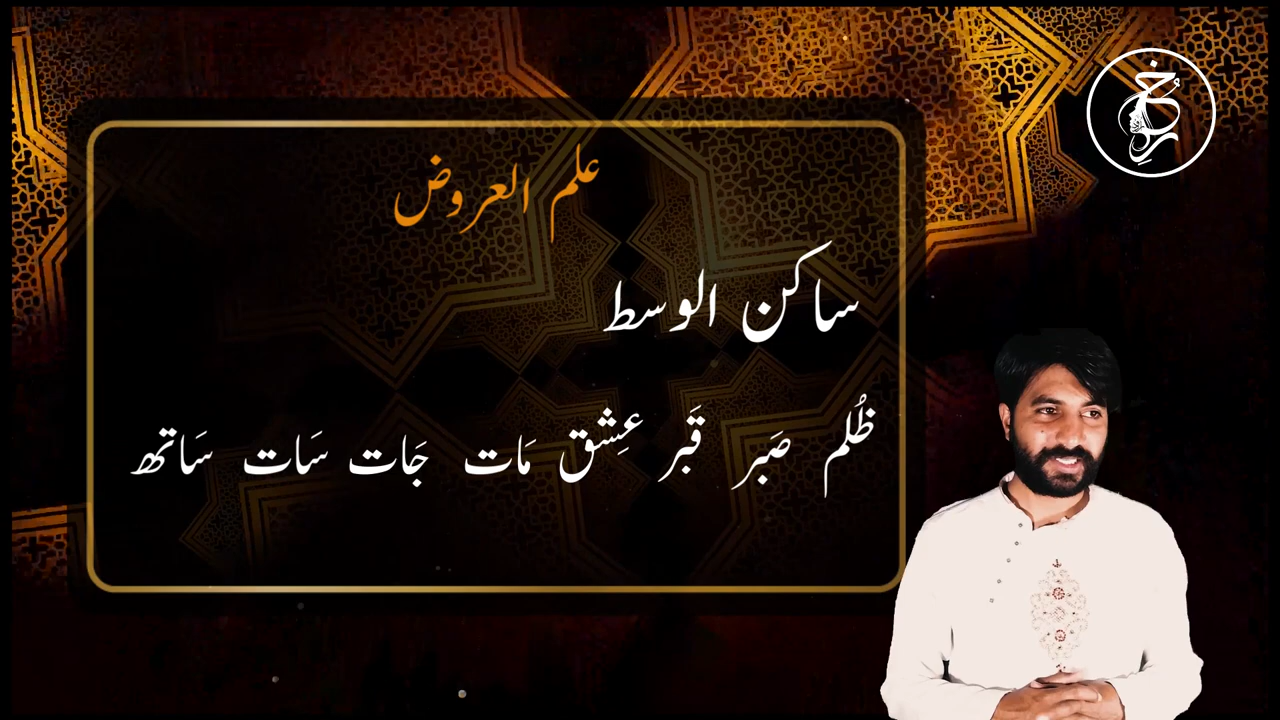 علم العروض
ساکن الوسط
ظُلم صَبر قَبر عِشق مَات جَات سَات سَاتھ